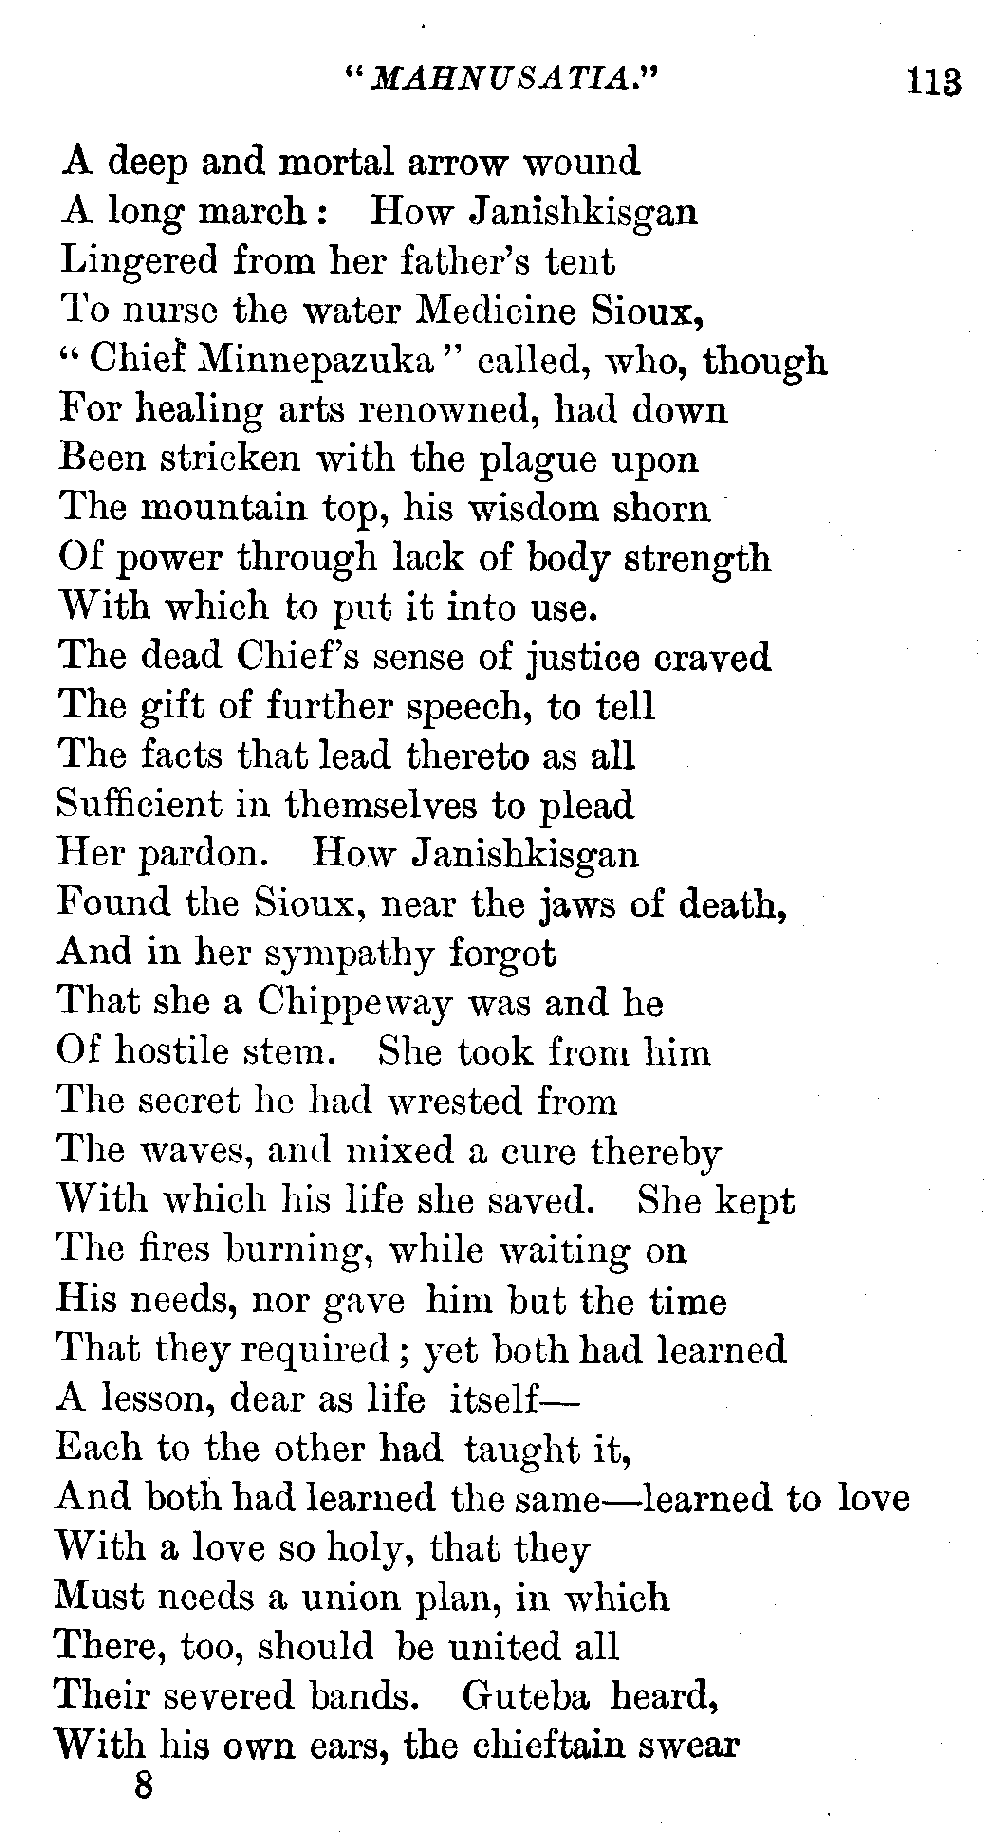 “MAHNUSATIA.” 113
A deep and mortal arrow wound
A long march: How Janishkisgan
Lingered from her father’s tent
To nurse the water Medicine Sioux,
“Chief Minnepazuka” called, who, though
For healing arts renowned, had down
Been stricken with the plague upon
The mountain top, his wisdom shorn
Of power through lack of body strength
With which to put it into use.
The dead Chief’s sense of justice craved
The gift of further speech, to tell
The facts that lead thereto as all
Sufficient in themselves to plead
Her pardon. How Janishkisgan
Found the Sioux, near the jaws of death,
And in her sympathy forgot
That she a Chippeway was and he
Of hostile stem. She took from him
The secret he had wrested from
The waves, and mixed a cure thereby
With which his life she saved. She kept
The fires burning, while waiting on
His needs, nor gave him but the time
That they required; yet both had learned
A lesson, dear as life itself—
Each to the other had taught it,
And both had learned the same—learned to love
With a love so holy, that they
Must needs a union plan, in which
There, too, should be united all
Their severed bands. Guteba heard,
With his own ears, the chieftain swear
8